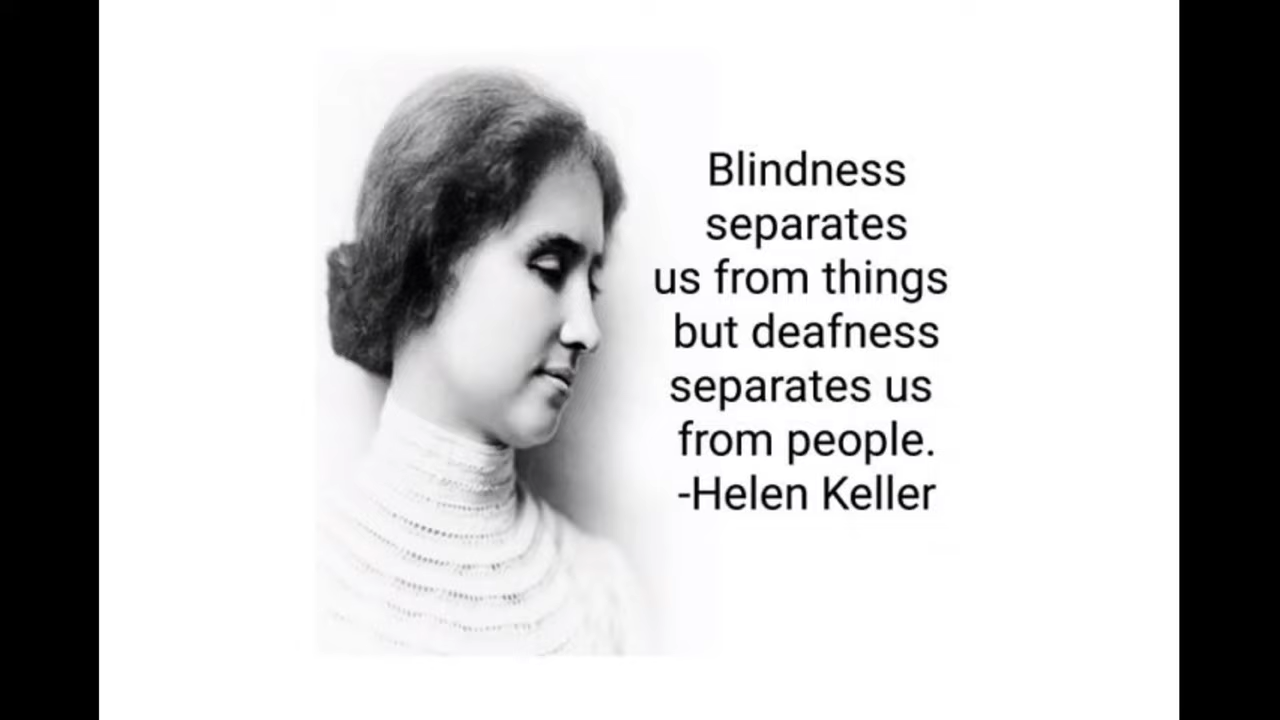 Blindness
separates
us from things
but deafness
separates us
from people.
-Helen Keller